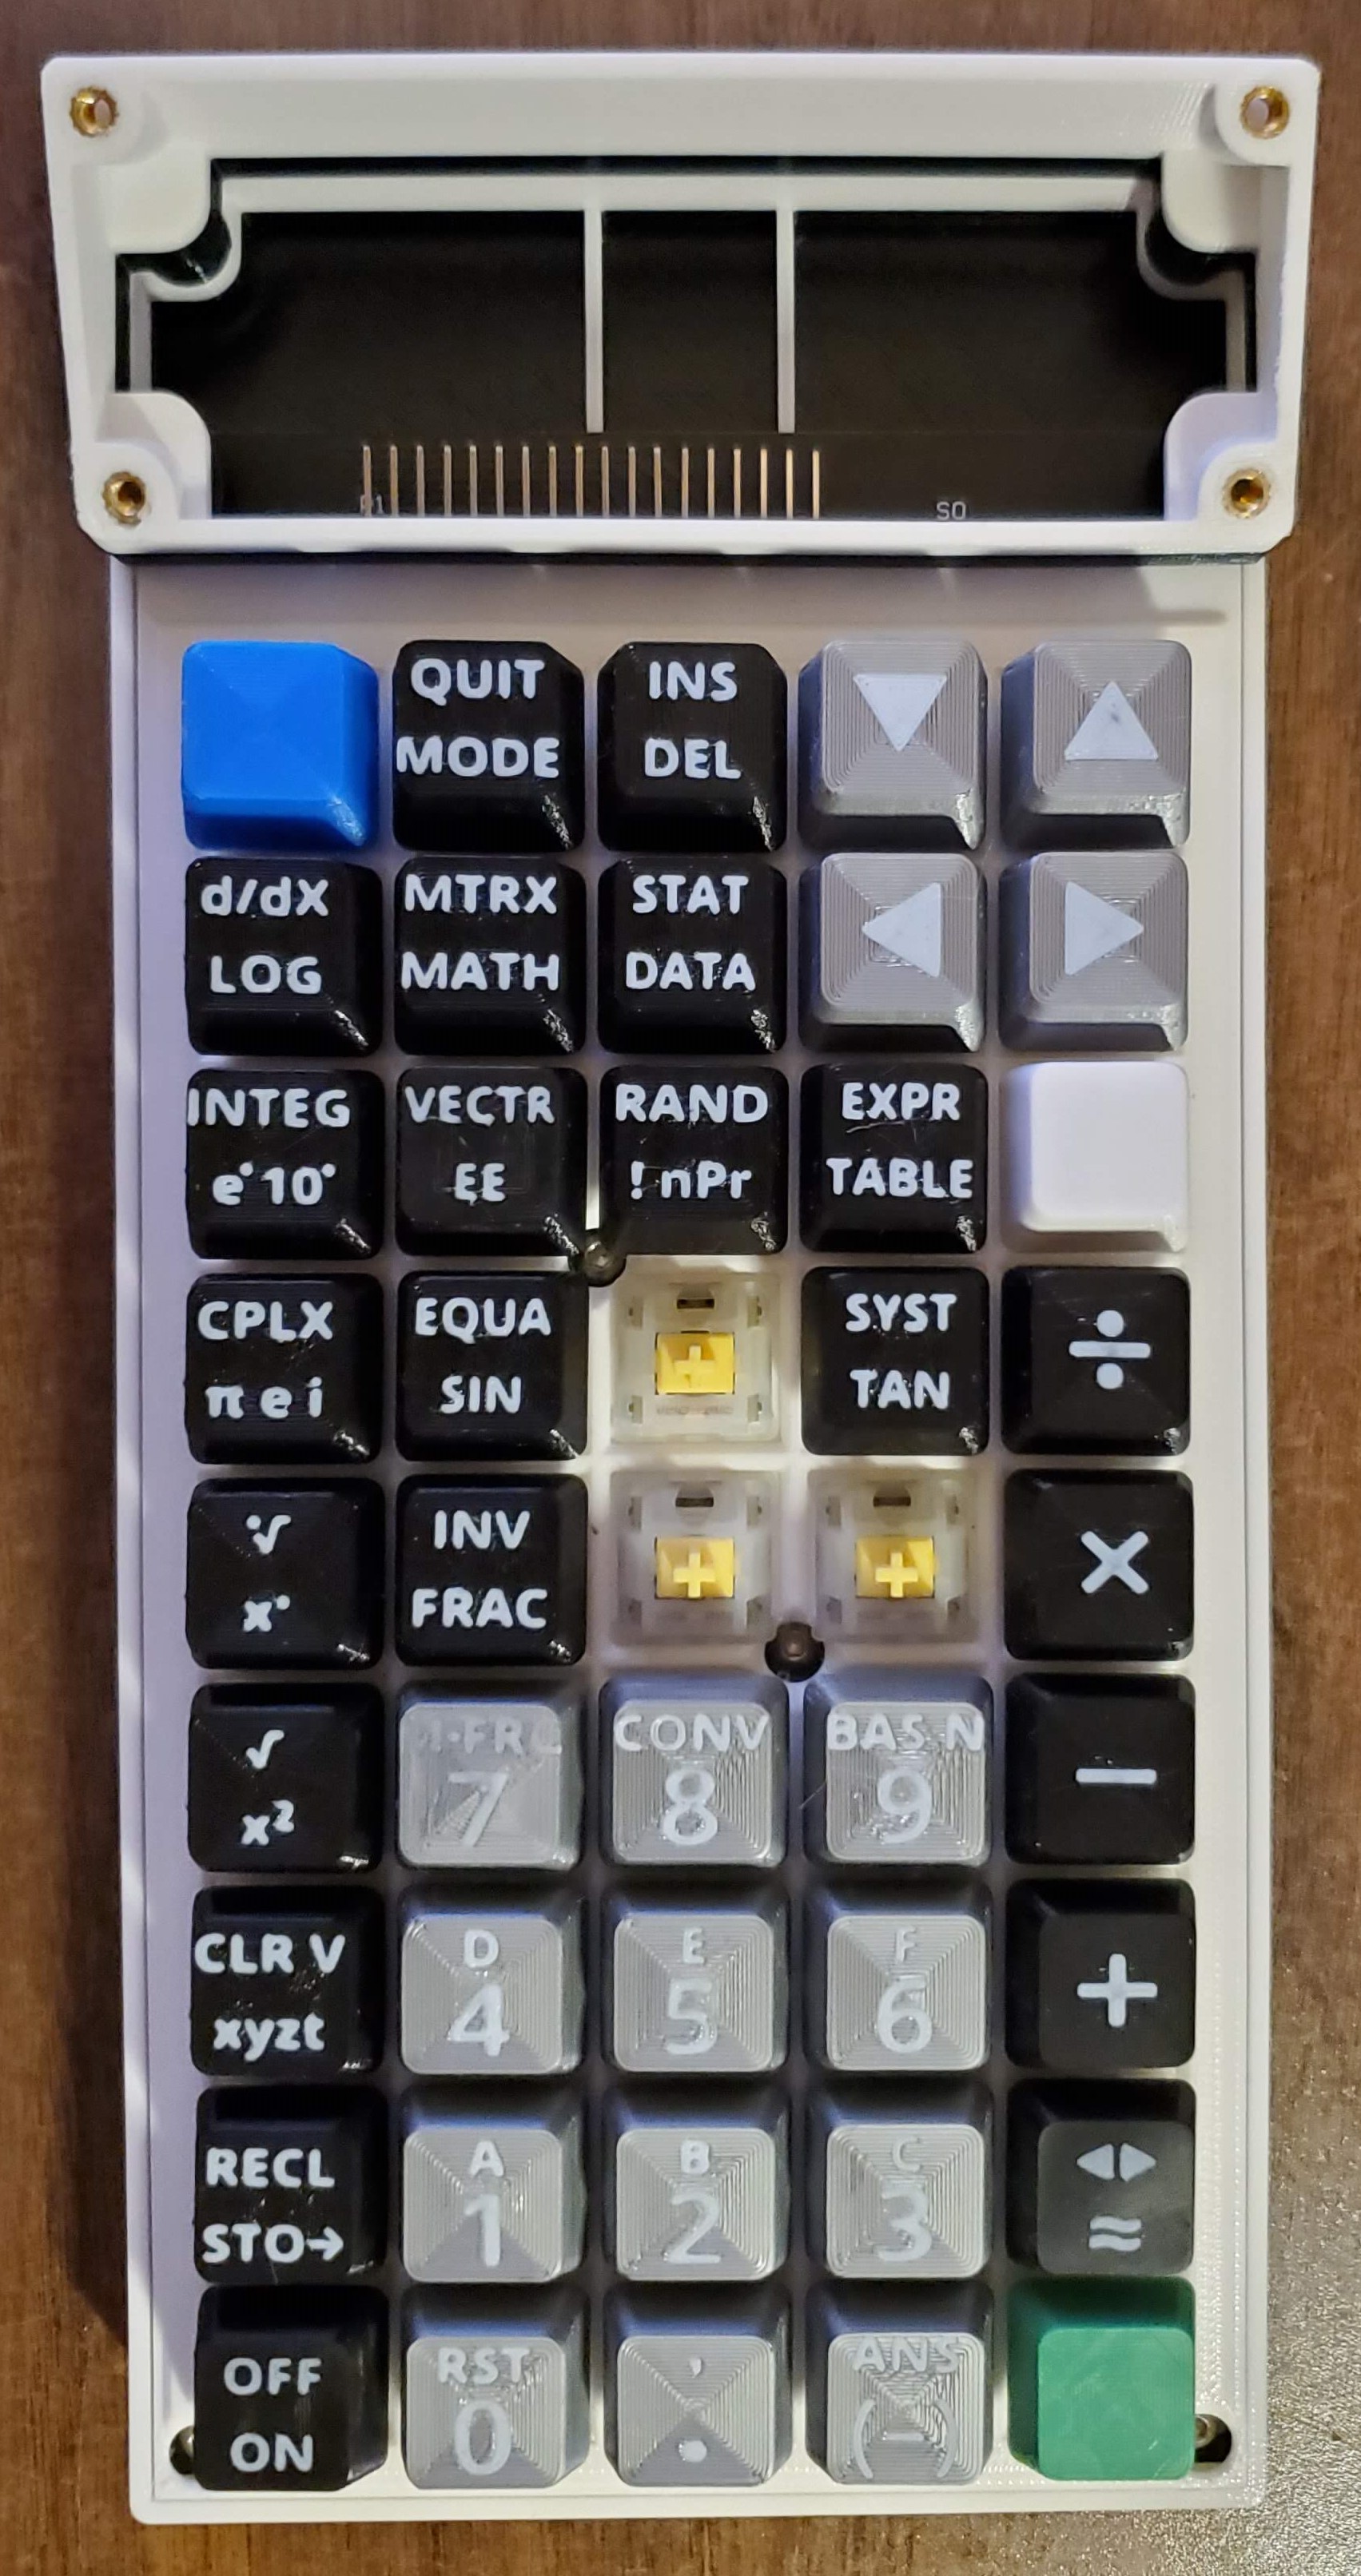 S0
QUIT
MODE
INS
DEL
d/dX
LOG
MTRX
MATH
STAT
DATA
INTEG
e˙10˙
VECTR
EE
RAND
! nPr
EXPR
TABLE
CPLX
π e i
EQUA
SIN
SYST
TAN
÷
˙√
x˙
INV
FRAC
×
√
x²
7
CONV
8
BAS N
9
−
CLR V
xyzt
D
4
E
5
F
6
+
RECL
STO→
A
1
B
2
C
3
◀▶
≈
OFF
ON
RST
0
,
.
ANS
(−)